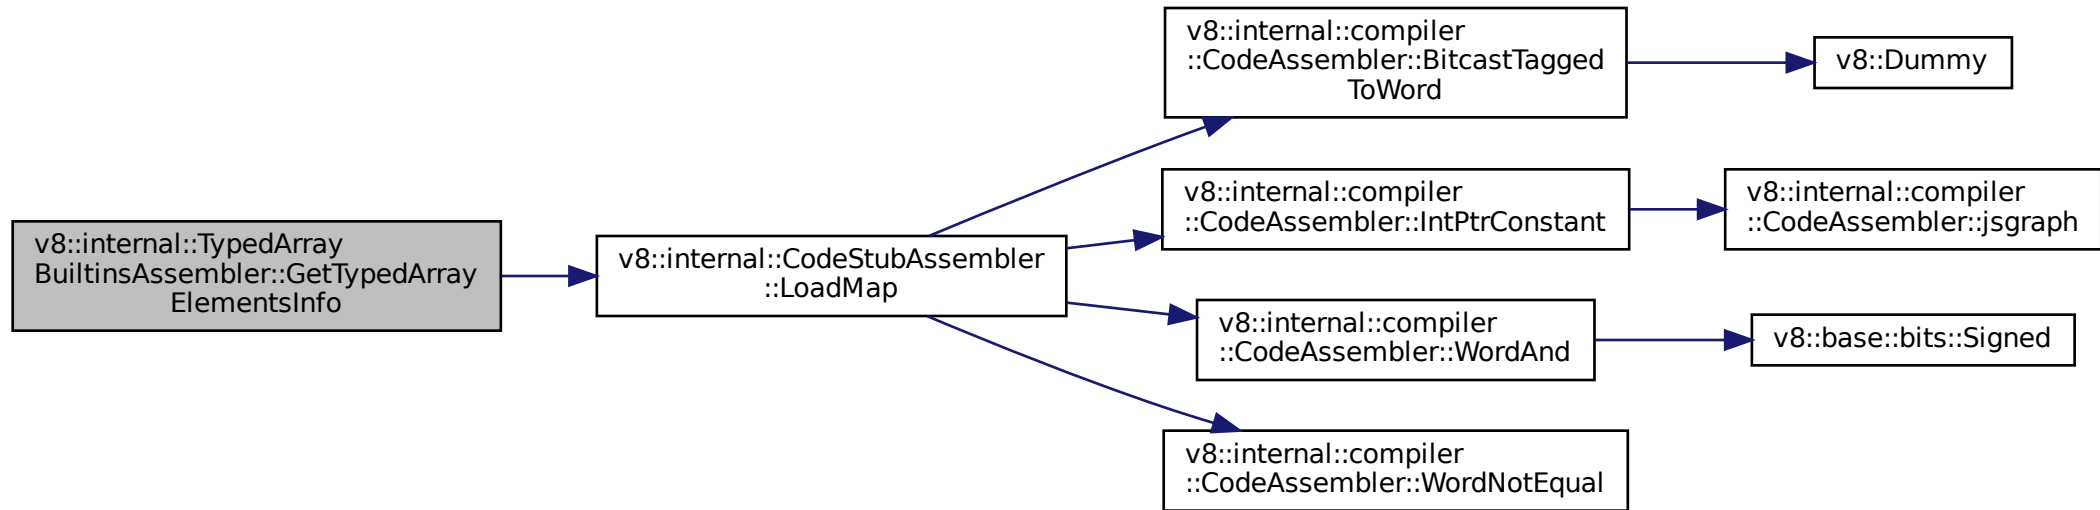 v8::internal::TypedArray
BuiltinsAssembler::GetTypedArray
ElementsInfo
v8::internal::CodeStubAssembler
::LoadMap
v8::internal::compiler
::CodeAssembler::BitcastTagged
ToWord
v8::Dummy
v8::internal::compiler
::CodeAssembler::IntPtrConstant
v8::internal::compiler
::CodeAssembler::jsgraph
v8::internal::compiler
::CodeAssembler::WordAnd
v8::base::bits::Signed
v8::internal::compiler
::CodeAssembler::WordNotEqual